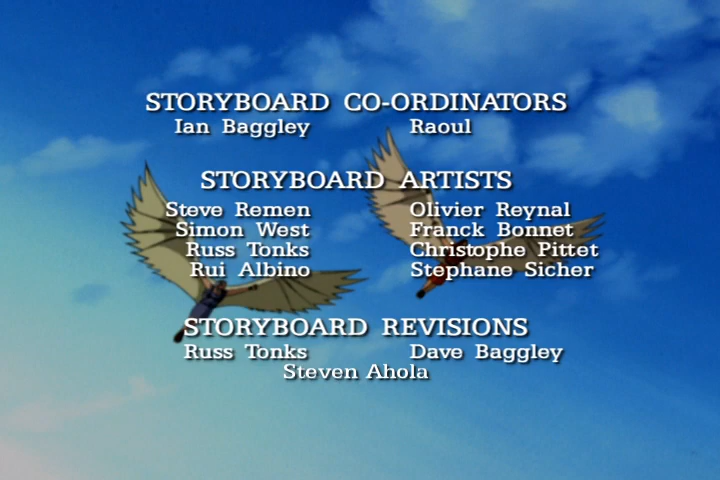 STORYBOARD CO-ORDINATORS
Ian Baggley Raoul
STORYBOARD ARTISTS
Steve Remen Olivier Reynal
Simon West Franck Bonnet
Russ Tonks Christophe Pittet
Rui Albino Stephane Sicher
STORYBOARD REVISIONS
Russ Tonks Dave Baggley
Steven Ahola